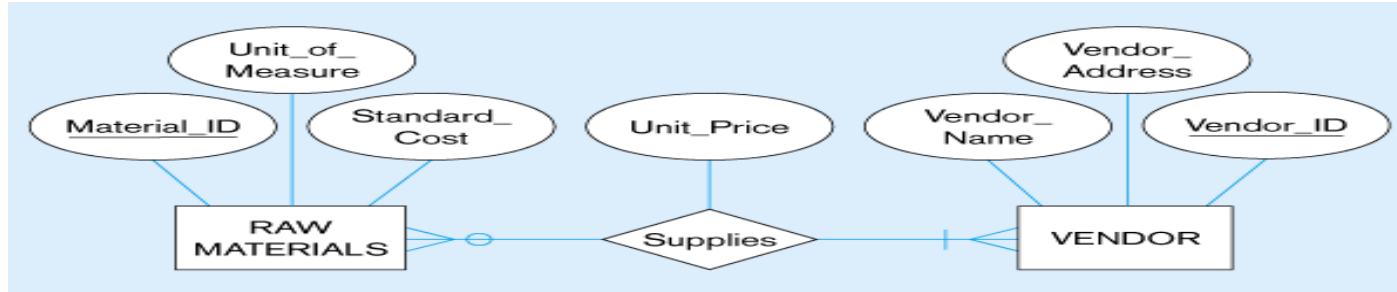 Unit_of_
Measure
Vendor_
Address
Material_ID
Standard_
Cost
Unit_Price
Vendor_
Name
Vendor_ID
RAW
MATERIALS
Supplies
VENDOR